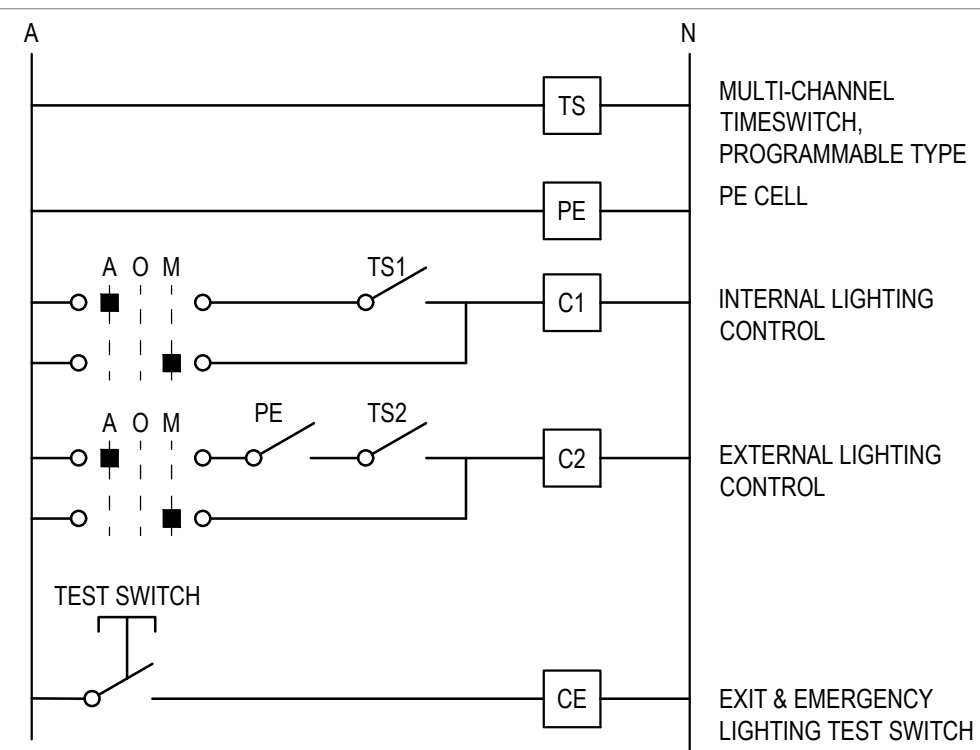 A N
TS
MULTI-CHANNEL
TIMESWITCH,
PROGRAMMABLE TYPE
PE
PE CELL
A O M
TS1
C1
INTERNAL LIGHTING
CONTROL
A O M
PE
TS2
C2
EXTERNAL LIGHTING
CONTROL
TEST SWITCH
CE
EXIT & EMERGENCY
LIGHTING TEST SWITCH